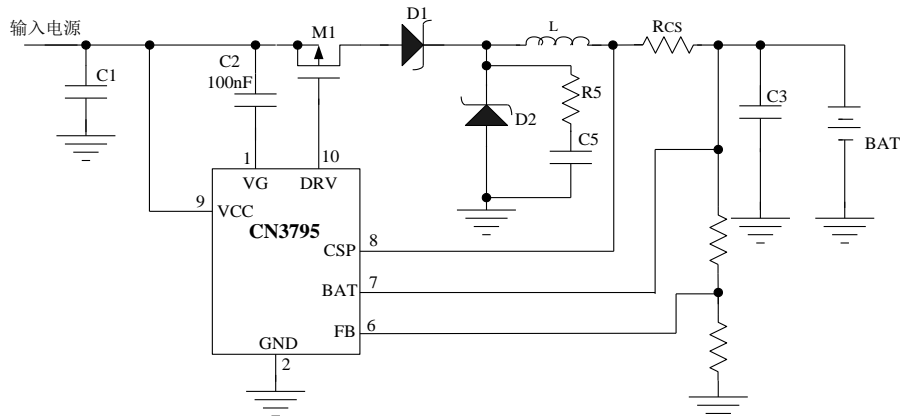 输入电源
M1
D1
L
RCS
C1
C2
100nF
R5
C3
D2
C5
BAT
1
10
VG
DRV
9
VCC
CN3795
CSP
8
BAT
7
FB
6
GND
2